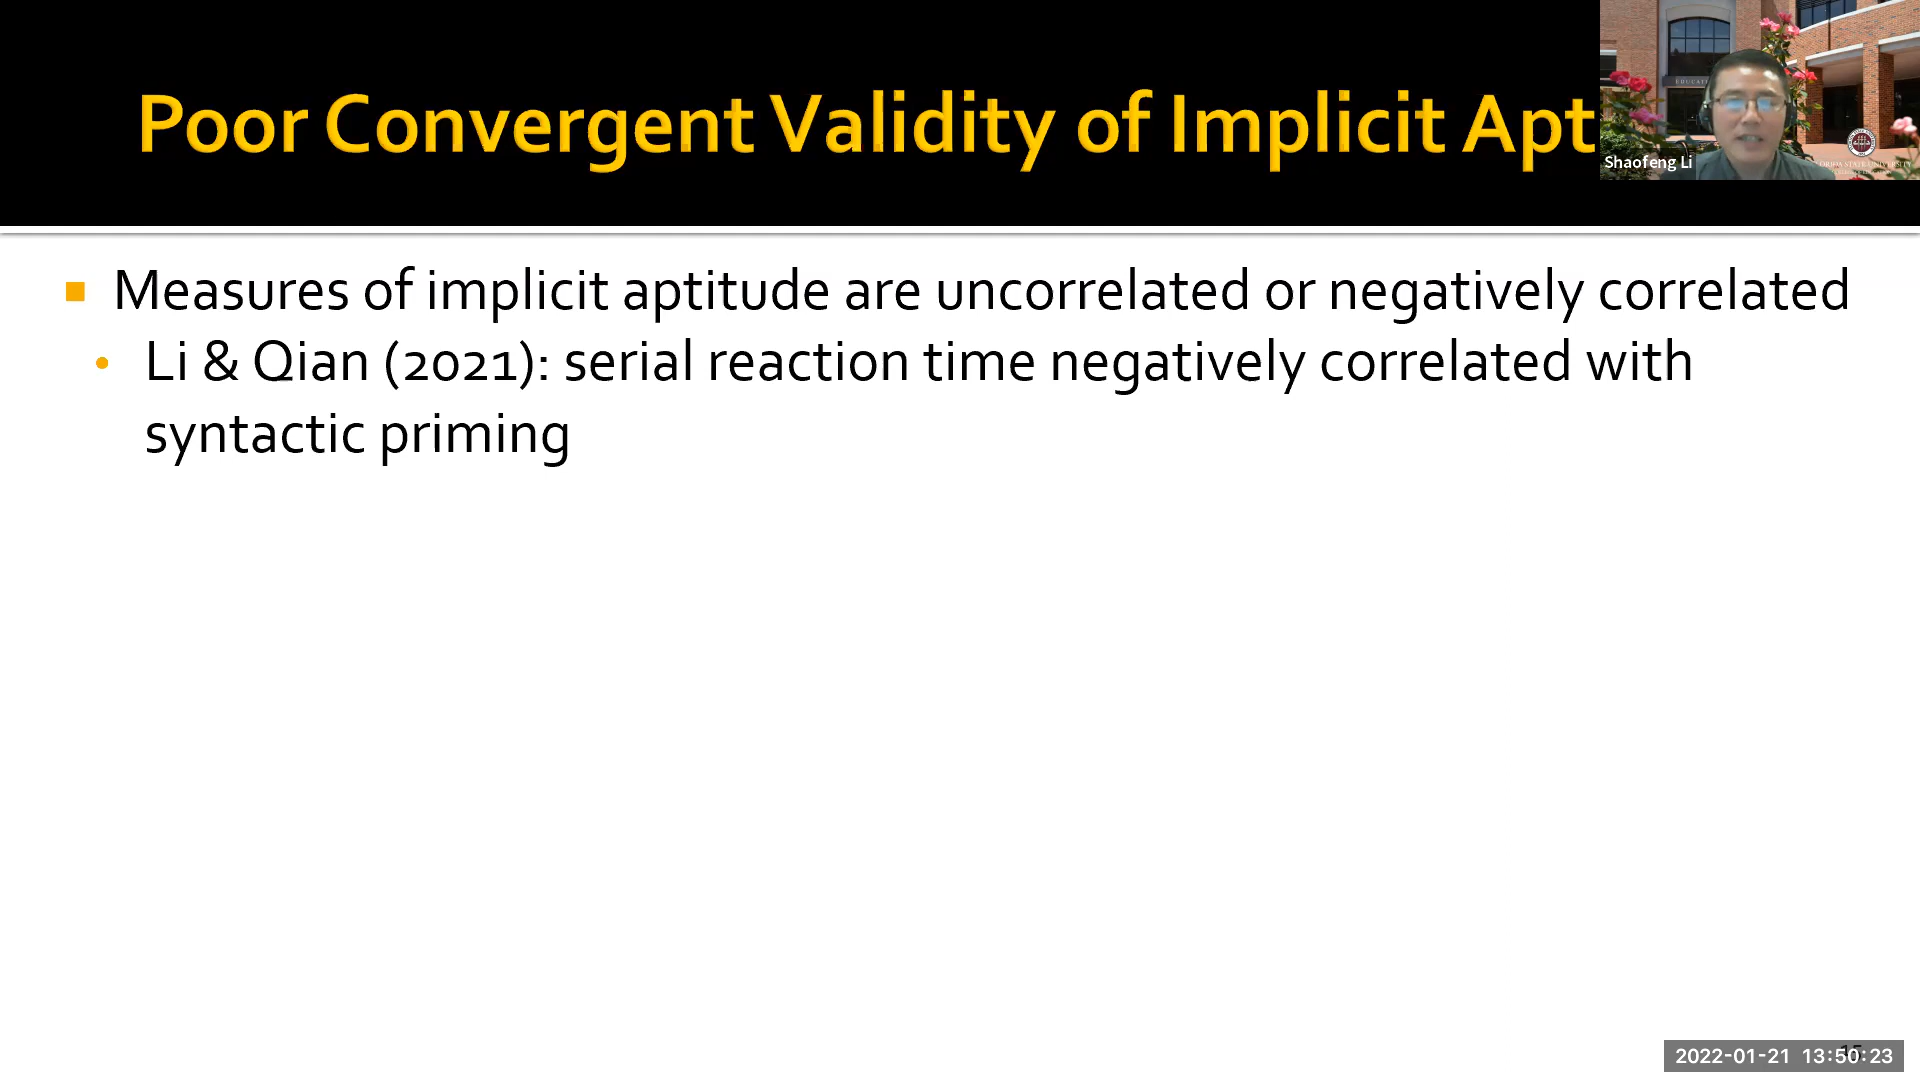 Poor Convergent Validity of Implicit Apt
Shaofeng Li
Measures of implicit aptitude are uncorrelated or negatively correlated
Li & Qian (2021): serial reaction time negatively correlated with
syntactic priming
2022-01-21 13:50:23